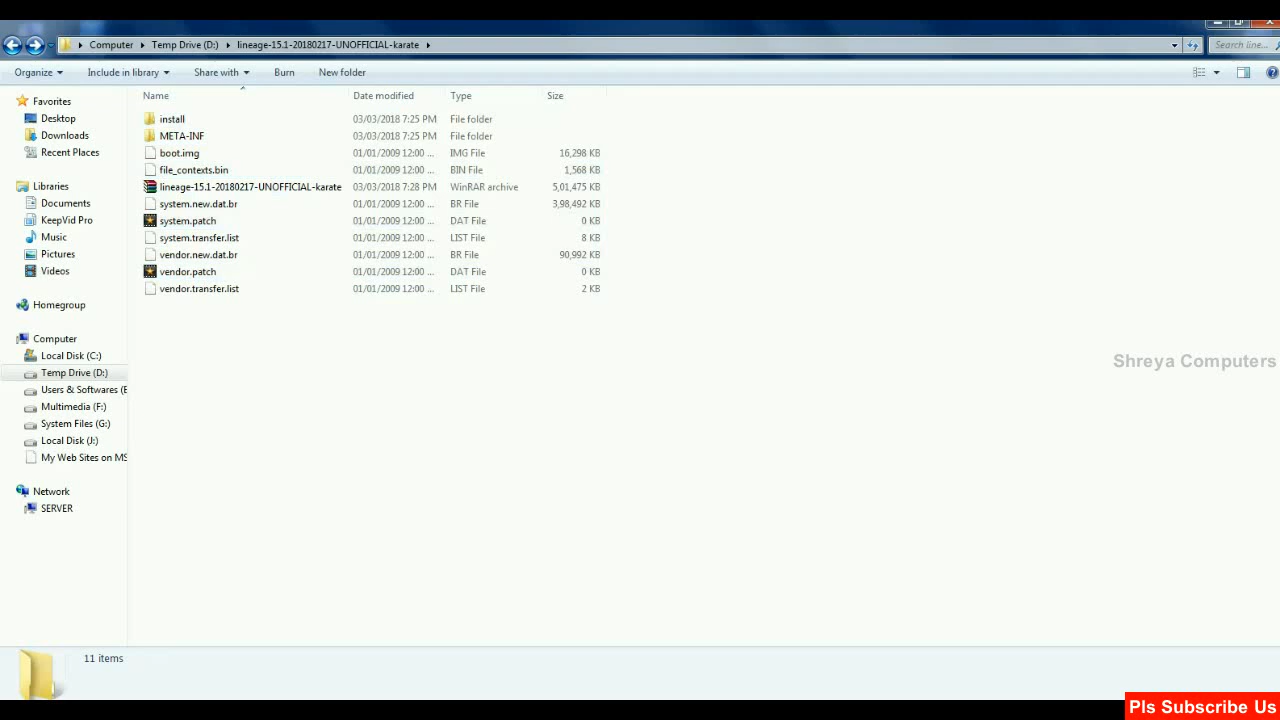 Computer Temp Drive (D:) lineage-15.1-20180217-UNOFFICIAL-karate Search line...
Organize Include in library Share with Burn New folder
Favorites
Desktop
Downloads
Recent Places
Libraries
Documents
KeepVid Pro
Music
Pictures
Videos
Homegroup
Computer
Local Disk (C:)
Temp Drive (D:)
Users & Softwares (E
Multimedia (F:)
System Files (G:)
Local Disk (J:)
My Web Sites on MS
Network
SERVER
Name Date modified Type Size
install 03/03/2018 7:25 PM File folder
META-INF 03/03/2018 7:25 PM File folder
boot.img 01/01/2009 12:00 ... IMG File 16,298 KB
file_contexts.bin 01/01/2009 12:00 ... BIN File 1,568 KB
lineage-15.1-20180217-UNOFFICIAL-karate 03/03/2018 7:28 PM WinRAR archive 5,01,475 KB
system.new.dat.br 01/01/2009 12:00 ... BR File 3,98,492 KB
system.patch 01/01/2009 12:00 ... DAT File 0 KB
system.transfer.list 01/01/2009 12:00 ... LIST File 8 KB
vendor.new.dat.br 01/01/2009 12:00 ... BR File 90,992 KB
vendor.patch 01/01/2009 12:00 ... DAT File 0 KB
vendor.transfer.list 01/01/2009 12:00 ... LIST File 2 KB
Shreya Computers
11 items
Pls Subscribe Us